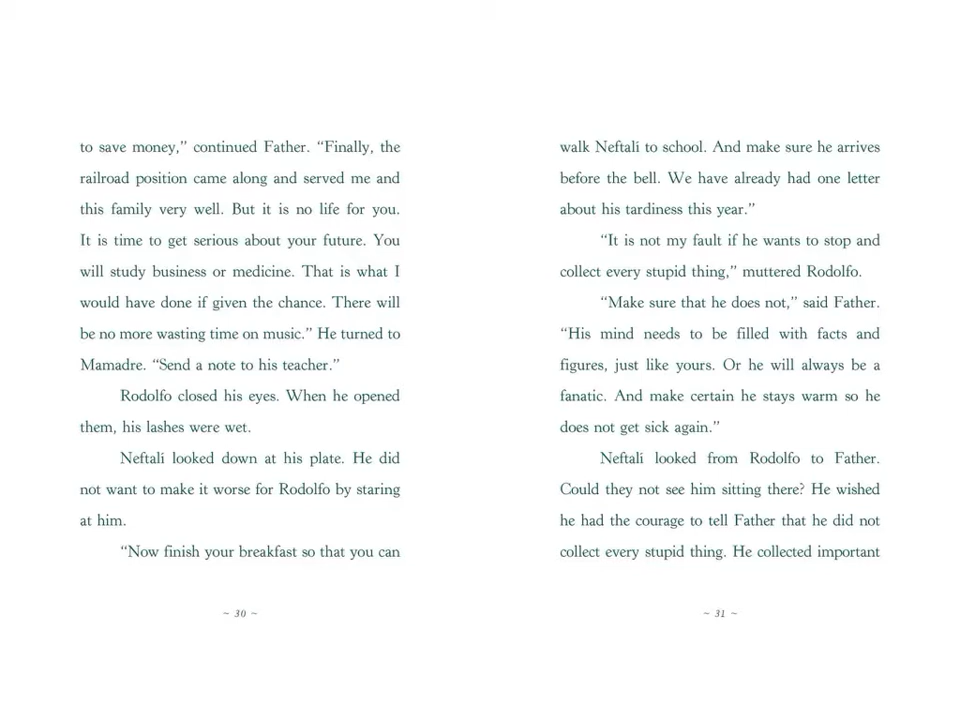 to save money,” continued Father. “Finally, the
railroad position came along and served me and
this family very well. But it is no life for you.
It is time to get serious about your future. You
will study business or medicine. That is what I
would have done if given the chance. There will
be no more wasting time on music.” He turned to
Mamadre. “Send a note to his teacher.”
Rodolfo closed his eyes. When he opened
them, his lashes were wet.
Neftalí looked down at his plate. He did
not want to make it worse for Rodolfo by staring
at him.
“Now finish your breakfast so that you can
~ 30 ~
walk Neftalí to school. And make sure he arrives
before the bell. We have already had one letter
about his tardiness this year.”
“It is not my fault if he wants to stop and
collect every stupid thing,” muttered Rodolfo.
“Make sure that he does not,” said Father.
“His mind needs to be filled with facts and
figures, just like yours. Or he will always be a
fanatic. And make certain he stays warm so he
does not get sick again.”
Neftalí looked from Rodolfo to Father.
Could they not see him sitting there? He wished
he had the courage to tell Father that he did not
collect every stupid thing. He collected important
~ 31 ~